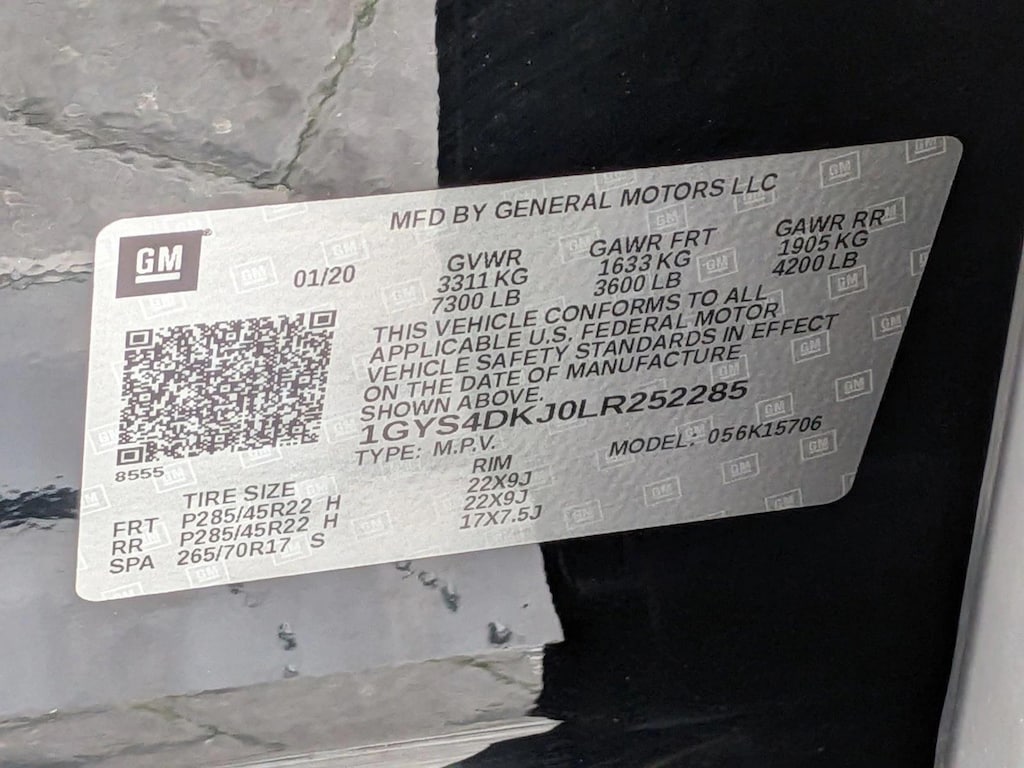 MFD BY GENERAL MOTORS LLC
GM
01/20
GVWR GAWR FRT GAWR RR
3311 KG 1633 KG 1905 KG
7300 LB 3600 LB 4200 LB
THIS VEHICLE CONFORMS TO ALL
APPLICABLE U.S. FEDERAL MOTOR
VEHICLE SAFETY STANDARDS IN EFFECT
ON THE DATE OF MANUFACTURE
SHOWN ABOVE.
1GYS4DKJ0LR252285
TYPE: M.P.V. MODEL: 056K15706
8555
TIRE SIZE RIM
FRT P285/45R22 H 22X9J
RR P285/45R22 H 22X9J
SPA 265/70R17 S 17X7.5J